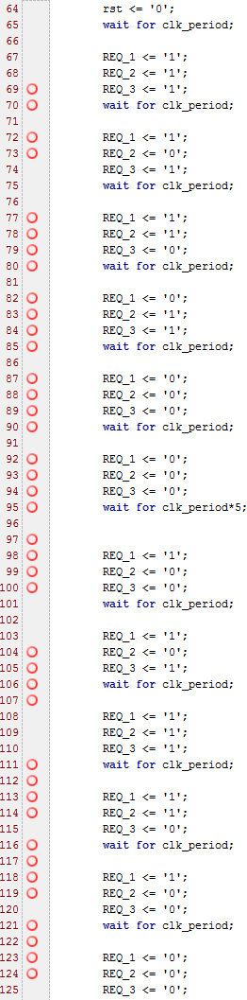 64 rst <= '0';
65 wait for clk_period;
66
67 REQ_1 <= '1';
68 REQ_2 <= '1';
69 REQ_3 <= '1';
70 wait for clk_period;
71
72 REQ_1 <= '1';
73 REQ_2 <= '0';
74 REQ_3 <= '1';
75 wait for clk_period;
76
77 REQ_1 <= '1';
78 REQ_2 <= '1';
79 REQ_3 <= '0';
80 wait for clk_period;
81
82 REQ_1 <= '0';
83 REQ_2 <= '1';
84 REQ_3 <= '1';
85 wait for clk_period;
86
87 REQ_1 <= '0';
88 REQ_2 <= '0';
89 REQ_3 <= '0';
90 wait for clk_period;
91
92 REQ_1 <= '0';
93 REQ_2 <= '0';
94 REQ_3 <= '0';
95 wait for clk_period*5;
96
97
98 REQ_1 <= '1';
99 REQ_2 <= '0';
100 REQ_3 <= '0';
101 wait for clk_period;
102
103 REQ_1 <= '1';
104 REQ_2 <= '0';
105 REQ_3 <= '1';
106 wait for clk_period;
107
108 REQ_1 <= '1';
109 REQ_2 <= '1';
110 REQ_3 <= '1';
111 wait for clk_period;
112
113 REQ_1 <= '1';
114 REQ_2 <= '1';
115 REQ_3 <= '0';
116 wait for clk_period;
117
118 REQ_1 <= '1';
119 REQ_2 <= '0';
120 REQ_3 <= '0';
121 wait for clk_period;
122
123 REQ_1 <= '0';
124 REQ_2 <= '0';
125 REQ_3 <= '0';